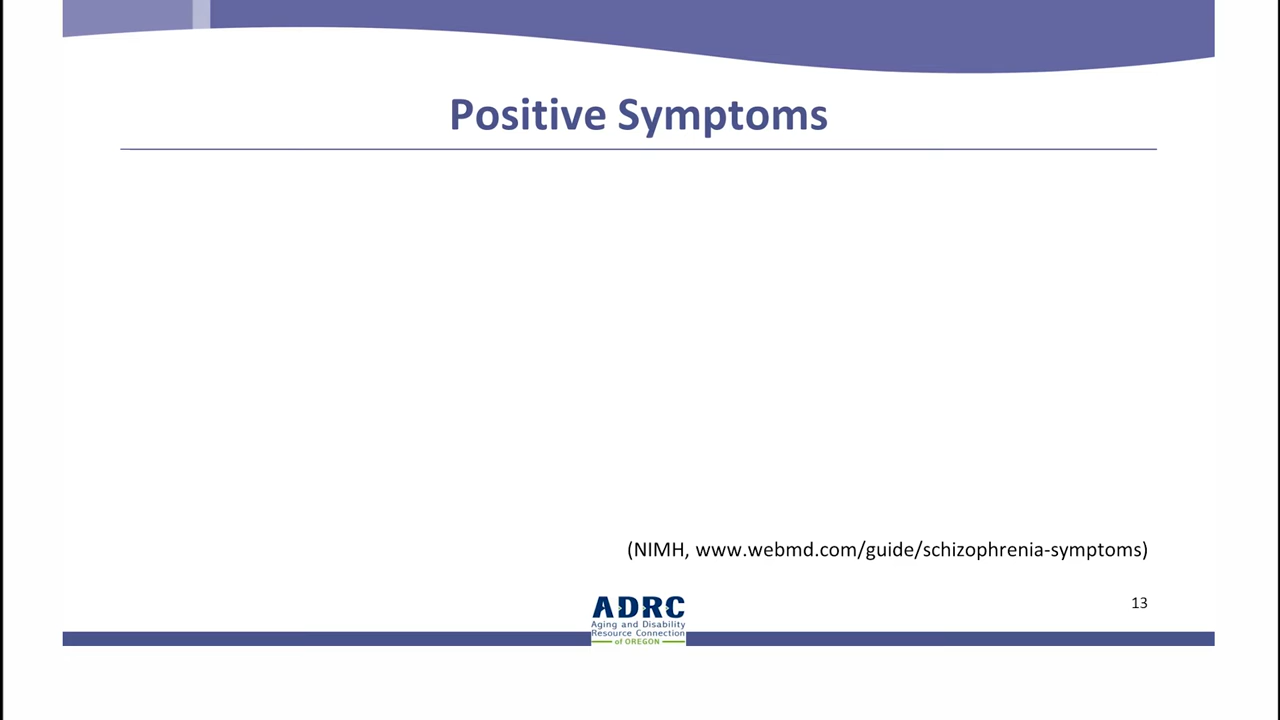 Positive Symptoms
(NIMH, www.webmd.com/guide/schizophrenia-symptoms)
13
ADRC
Aging and Disability
Resource Connection
of OREGON